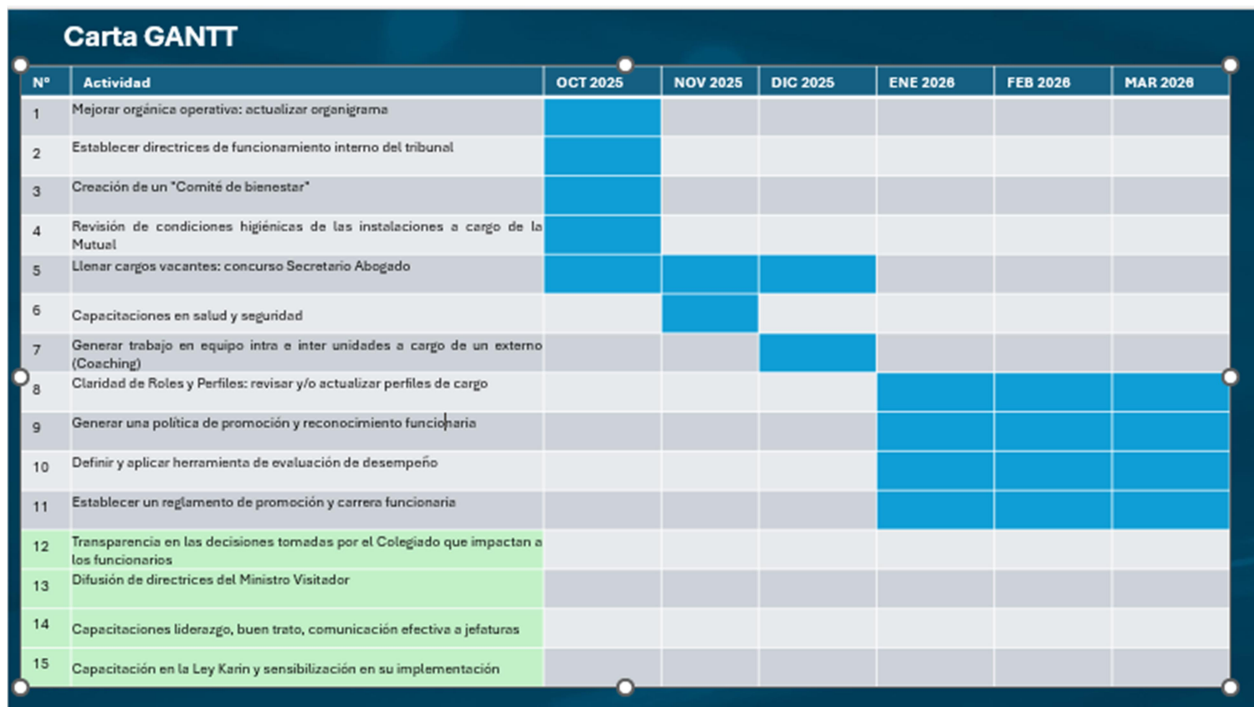 Carta GANTT
N° Actividad OCT 2025 NOV 2025 DIC 2025 ENE 2026 FEB 2026 MAR 2026
1 Mejorar orgánica operativa: actualizar organigrama
2 Establecer directrices de funcionamiento interno del tribunal
3 Creación de un "Comité de bienestar"
4 Revisión de condiciones higiénicas de las instalaciones a cargo de la
Mutual
5 Llenar cargos vacantes: concurso Secretario Abogado
6 Capacitaciones en salud y seguridad
7 Generar trabajo en equipo intra e inter unidades a cargo de un externo
(Coaching)
8 Claridad de Roles y Perfiles: revisar y/o actualizar perfiles de cargo
9 Generar una política de promoción y reconocimiento funcionaria
10 Definir y aplicar herramienta de evaluación de desempeño
11 Establecer un reglamento de promoción y carrera funcionaria
12 Transparencia en las decisiones tomadas por el Colegiado que impactan a
los funcionarios
13 Difusión de directrices del Ministro Visitador
14 Capacitaciones liderazgo, buen trato, comunicación efectiva a jefaturas
15 Capacitación en la Ley Karin y sensibilización en su implementación